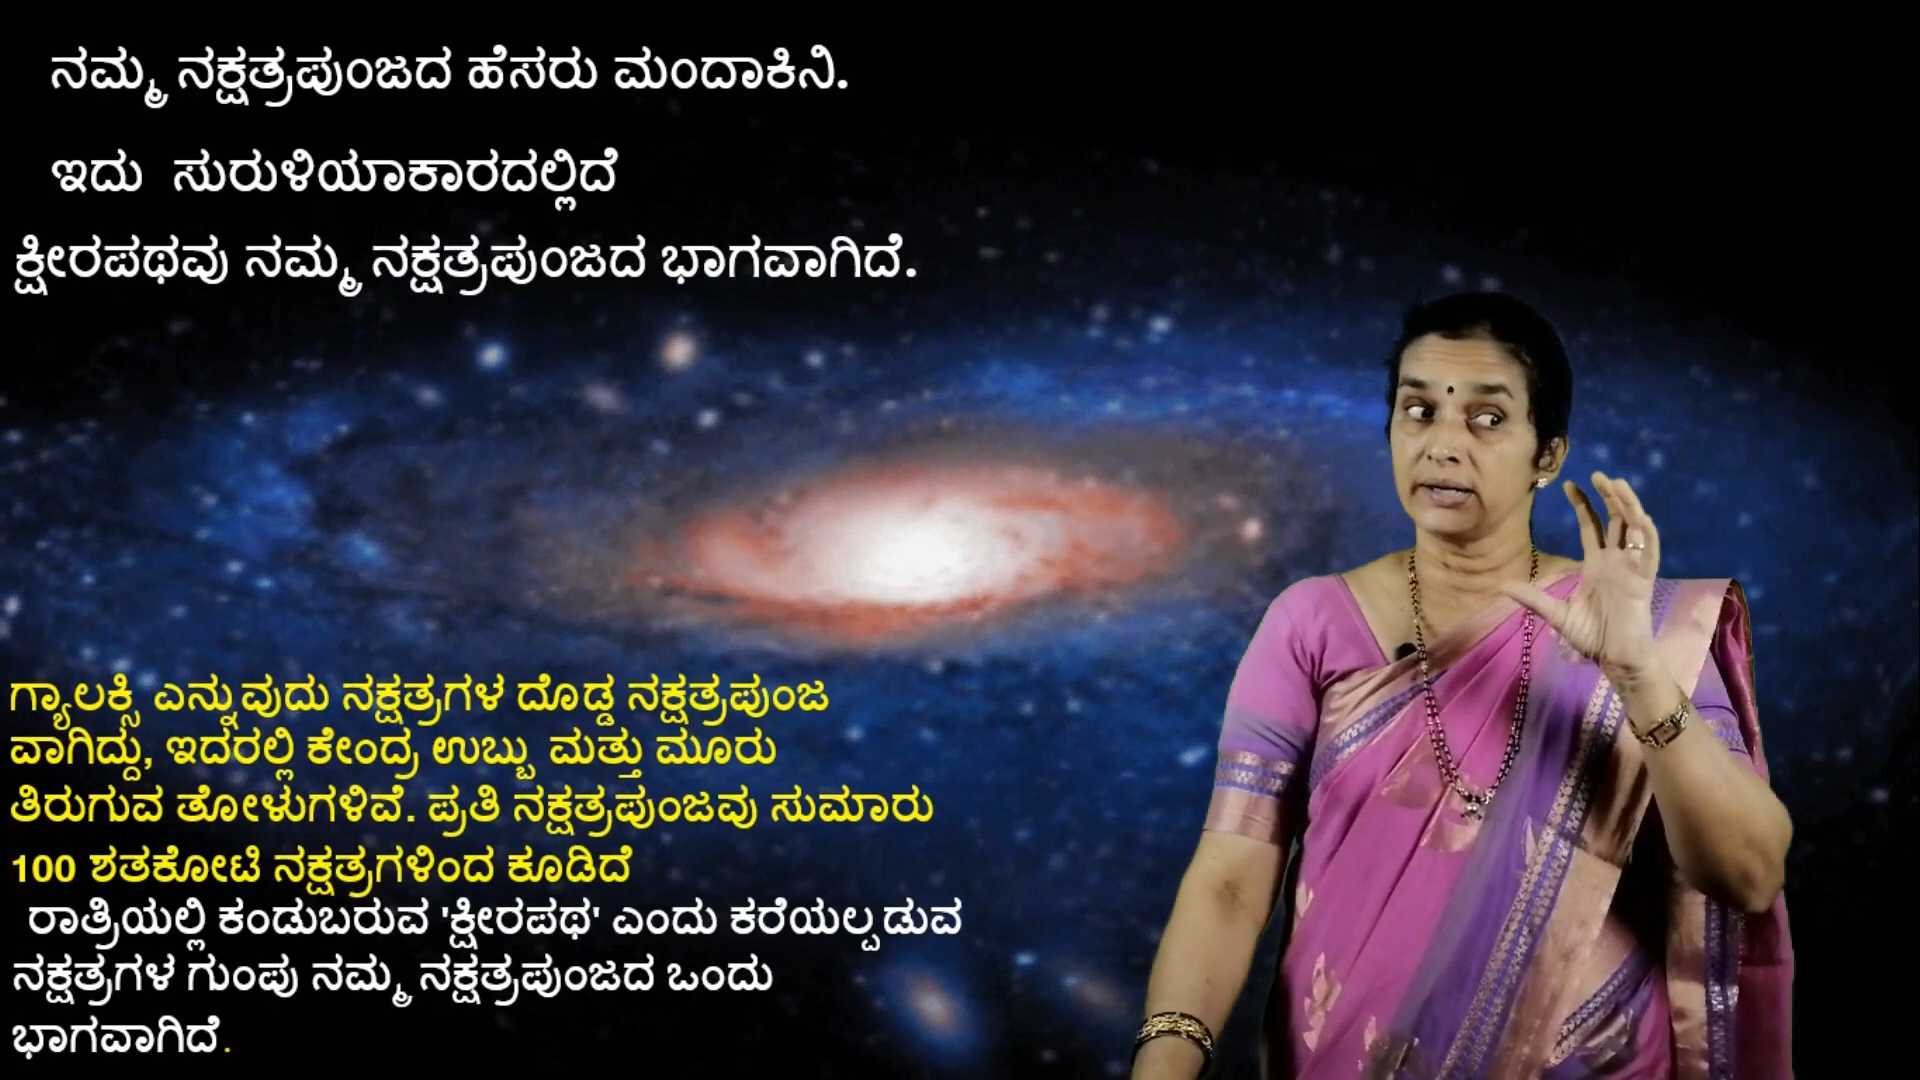 ನಮ್ಮ ನಕ್ಷತ್ರಪುಂಜದ ಹೆಸರು ಮಂದಾಕಿನಿ.
ಇದು ಸುರುಳಿಯಾಕಾರದಲ್ಲಿದೆ
ಕ್ಷೀರಪಥವು ನಮ್ಮ ನಕ್ಷತ್ರಪುಂಜದ ಭಾಗವಾಗಿದೆ.
ಗ್ಯಾಲಕ್ಸಿ ಎನ್ನುವುದು ನಕ್ಷತ್ರಗಳ ದೊಡ್ಡ ನಕ್ಷತ್ರಪುಂಜ
ವಾಗಿದ್ದು, ಇದರಲ್ಲಿ ಕೇಂದ್ರ ಉಬ್ಬು ಮತ್ತು ಮೂರು
ತಿರುಗುವ ತೋಳುಗಳಿವೆ. ಪ್ರತಿ ನಕ್ಷತ್ರಪುಂಜವು ಸುಮಾರು
100 ಶತಕೋಟಿ ನಕ್ಷತ್ರಗಳಿಂದ ಕೂಡಿದೆ
ರಾತ್ರಿಯಲ್ಲಿ ಕಂಡುಬರುವ 'ಕ್ಷೀರಪಥ' ಎಂದು ಕರೆಯಲ್ಪಡುವ
ನಕ್ಷತ್ರಗಳ ಗುಂಪು ನಮ್ಮ ನಕ್ಷತ್ರಪುಂಜದ ಒಂದು
ಭಾಗವಾಗಿದೆ.